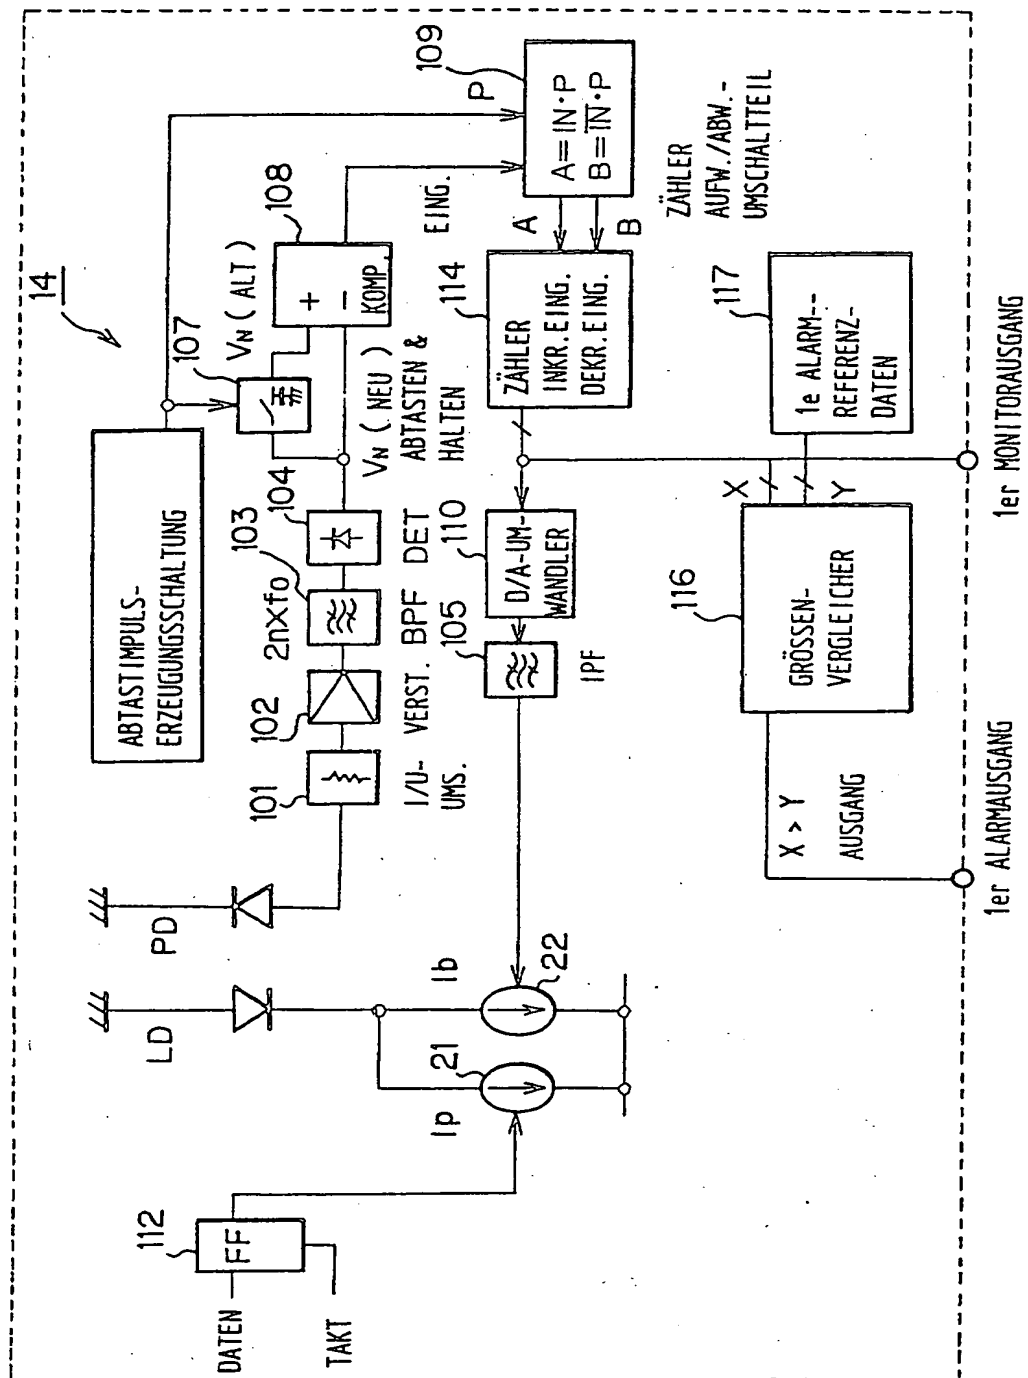 14
ABTASTIMPULS-
ERZEUGUNGSSCHALTUNG
107
VN (ALT)
108
+
−
KOMP.
EING.
P
109
A=IN·P
B=I̅N̅·P
ZÄHLER
AUFW./ABW.-
UMSCHALTTEIL
PD
101
102
103
104
2nxfo
I/U-
UMS.
VERST.
BPF
DET
VN (NEU)
ABTASTEN &
HALTEN
A
B
114
ZÄHLER
INKR.EING.
DEKR.EING.
110
D/A-UM-
WANDLER
105
IPF
LD
Ib
22
21
Ip
112
FF
DATEN
TAKT
117
1e ALARM-
REFERENZ-
DATEN
X
Y
116
GRÖSSEN-
VERGLEICHER
X > Y
AUSGANG
1er ALARMAUSGANG
1er MONITORAUSGANG